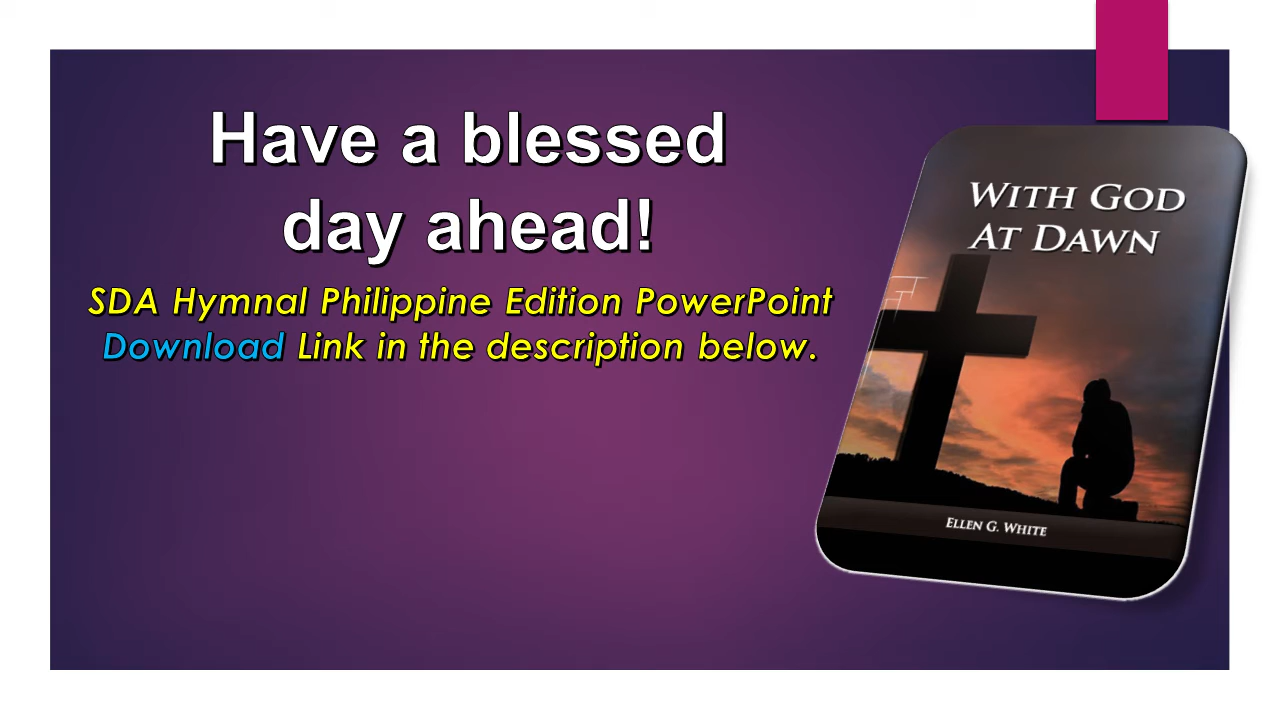 Have a blessed
day ahead!
SDA Hymnal Philippine Edition PowerPoint
Download Link in the description below.
WITH GOD
AT DAWN
ELLEN G. WHITE